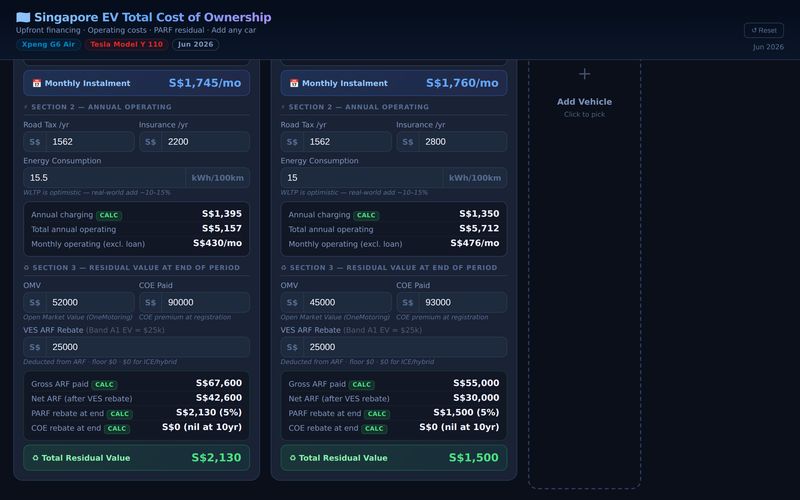 Singapore EV Total Cost of Ownership
Upfront financing · Operating costs · PARF residual · Add any car
Xpeng G6 Air Tesla Model Y 110 Jun 2026
↺ Reset
Jun 2026
Monthly Instalment S$1,745/mo
SECTION 2 — ANNUAL OPERATING
Road Tax /yr Insurance /yr
S$ 1562 S$ 2200
Energy Consumption
15.5 kWh/100km
WLTP is optimistic — real-world add ~10–15%
Annual charging CALC S$1,395
Total annual operating S$5,157
Monthly operating (excl. loan) S$430/mo
SECTION 3 — RESIDUAL VALUE AT END OF PERIOD
OMV COE Paid
S$ 52000 S$ 90000
Open Market Value (OneMotoring) COE premium at registration
VES ARF Rebate (Band A1 EV = $25k)
S$ 25000
Deducted from ARF · floor $0 · $0 for ICE/hybrid
Gross ARF paid CALC S$67,600
Net ARF (after VES rebate) S$42,600
PARF rebate at end CALC S$2,130 (5%)
COE rebate at end CALC S$0 (nil at 10yr)
Total Residual Value S$2,130
Monthly Instalment S$1,760/mo
SECTION 2 — ANNUAL OPERATING
Road Tax /yr Insurance /yr
S$ 1562 S$ 2800
Energy Consumption
15 kWh/100km
WLTP is optimistic — real-world add ~10–15%
Annual charging CALC S$1,350
Total annual operating S$5,712
Monthly operating (excl. loan) S$476/mo
SECTION 3 — RESIDUAL VALUE AT END OF PERIOD
OMV COE Paid
S$ 45000 S$ 93000
Open Market Value (OneMotoring) COE premium at registration
VES ARF Rebate (Band A1 EV = $25k)
S$ 25000
Deducted from ARF · floor $0 · $0 for ICE/hybrid
Gross ARF paid CALC S$55,000
Net ARF (after VES rebate) S$30,000
PARF rebate at end CALC S$1,500 (5%)
COE rebate at end CALC S$0 (nil at 10yr)
Total Residual Value S$1,500
+
Add Vehicle
Click to pick